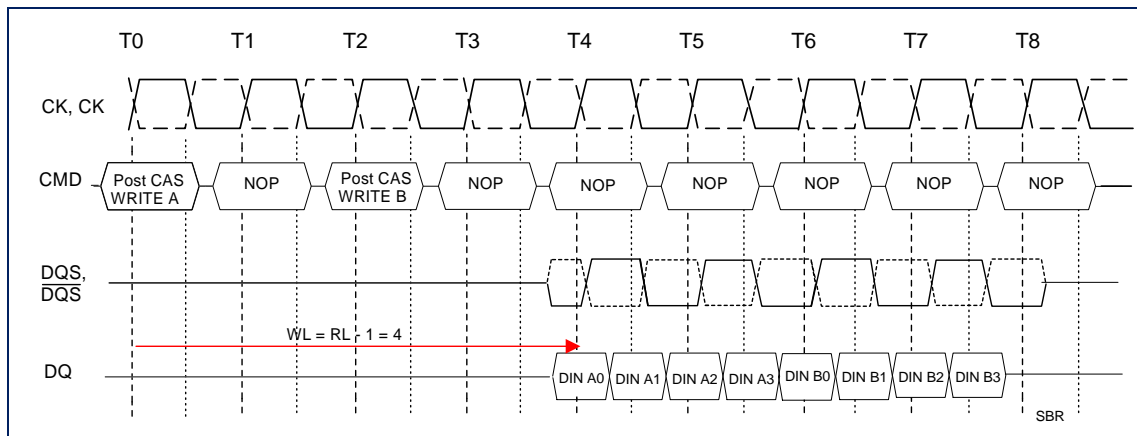 T0 T1 T2 T3 T4 T5 T6 T7 T8
CK, CK
CMD
Post CAS
WRITE A
NOP
Post CAS
WRITE B
NOP
NOP
NOP
NOP
NOP
NOP
DQS,
DQS
WL = RL - 1 = 4
DQ
DIN A0 DIN A1 DIN A2 DIN A3 DIN B0 DIN B1 DIN B2 DIN B3
SBR